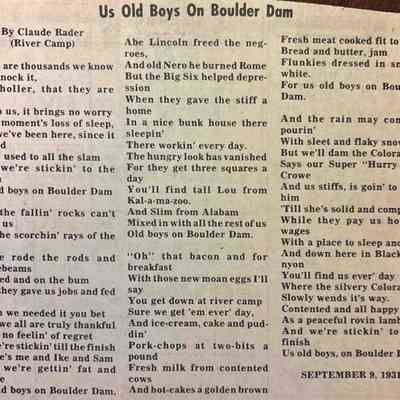 Us Old Boys On Boulder Dam
By Claude Rader
(River Camp)
are thousands we know
nock it,
holler, that they are
us, it brings no worry
moment's loss of sleep,
we've been here, since it
used to all the slam
we're stickin' to the
old boys on Boulder Dam
the fallin' rocks can't
us
the scorchin' rays of the
rode the rods and
ebeams
ed and on the bum
they gave us jobs and fed
n we needed it you bet
we all are truly thankful
no feelin' of regret
we're stickin' till the finish
e's me and Ike and Sam
we're gettin' fat and
old boys on Boulder Dam.
Abe Lincoln freed the neg-
roes,
And old Nero he burned Rome
But the Big Six helped depre-
ssion
When they gave the stiff a
home
In a nice bunk house there
sleepin'
There workin' every day.
The hungry look has vanished
For they get three squares a
day
You'll find tall Lou from
Kal-a-ma-zoo.
And Slim from Alabam
Mixed in with all the rest of us
Old boys on Boulder Dam.
"Oh" that bacon and for
breakfast
With those new moan eggs I'll
say
You get down at river camp
Sure we get 'em ever' day,
And ice-cream, cake and pud-
din'
Pork-chops at two-bits a
pound
Fresh milk from contented
cows
And hot-cakes a golden brown
Fresh meat cooked fit to
Bread and butter, jam
Flunkies dressed in sn
white.
For us old boys on Boul
Dam.
And the rain may con
pourin'
With sleet and flaky snow
But we'll dam the Colora
Says our Super "Hurry
Crowe
And us stiffs, is goin' to
him
'Till she's solid and comp
While they pay us ho
wages
With a place to sleep and
And down here in Black
nyon
You'll find us ever' day
Where the silvery Colora
Slowly wends it's way.
Contented and all happy
As a peaceful rovin lamb
And we're stickin' to
finish
Us old boys, on Boulder D
SEPTEMBER 9, 1931